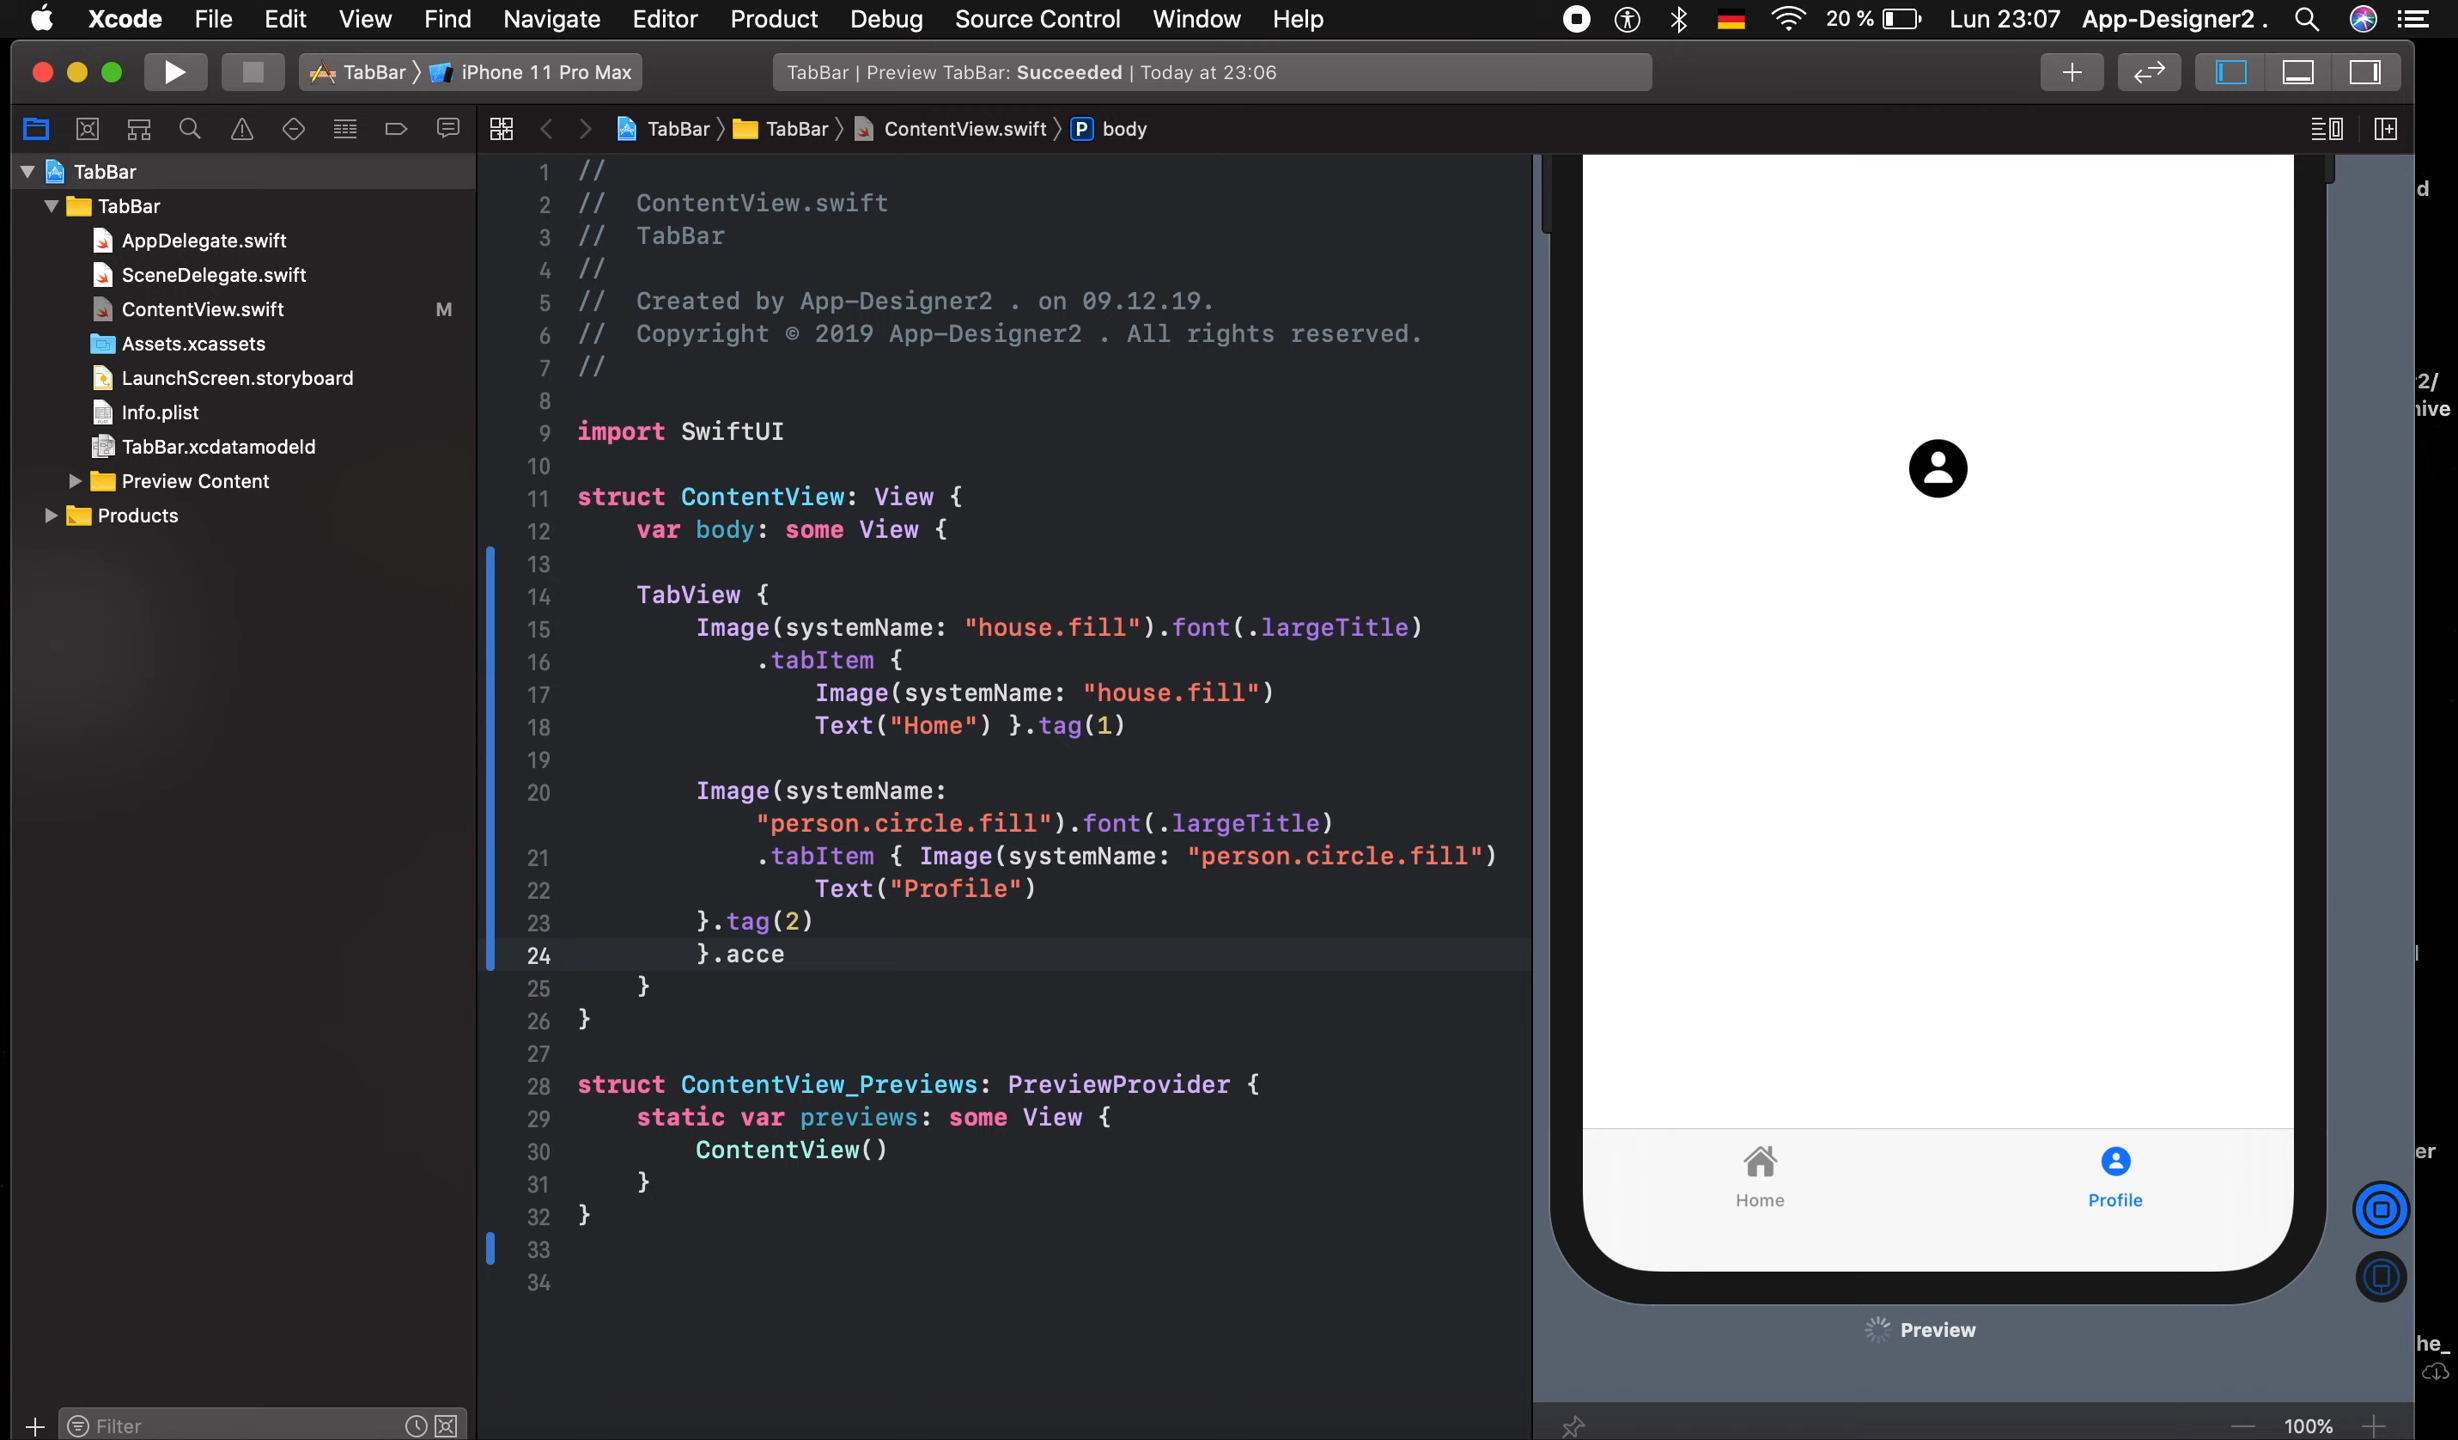 Xcode File Edit View Find Navigate Editor Product Debug Source Control Window Help 20 % Lun 23:07 App-Designer2 .
TabBar 〉 iPhone 11 Pro Max
TabBar | Preview TabBar: Succeeded | Today at 23:06
TabBar 〉 TabBar 〉 ContentView.swift 〉 P body
TabBar
TabBar
AppDelegate.swift
SceneDelegate.swift
ContentView.swift M
Assets.xcassets
LaunchScreen.storyboard
Info.plist
TabBar.xcdatamodeld
Preview Content
Products
Filter
1 //
2 //  ContentView.swift
3 //  TabBar
4 //
5 //  Created by App-Designer2 . on 09.12.19.
6 //  Copyright © 2019 App-Designer2 . All rights reserved.
7 //
8
9 import SwiftUI
10
11 struct ContentView: View {
12     var body: some View {
13
14     TabView {
15         Image(systemName: "house.fill").font(.largeTitle)
16             .tabItem {
17                 Image(systemName: "house.fill")
18                 Text("Home") }.tag(1)
19
20         Image(systemName:
            "person.circle.fill").font(.largeTitle)
21             .tabItem { Image(systemName: "person.circle.fill")
22                 Text("Profile")
23         }.tag(2)
24         }.acce
25     }
26 }
27
28 struct ContentView_Previews: PreviewProvider {
29     static var previews: some View {
30         ContentView()
31     }
32 }
33
34
Home
Profile
Preview
100%
d
2/
ive
er
he_